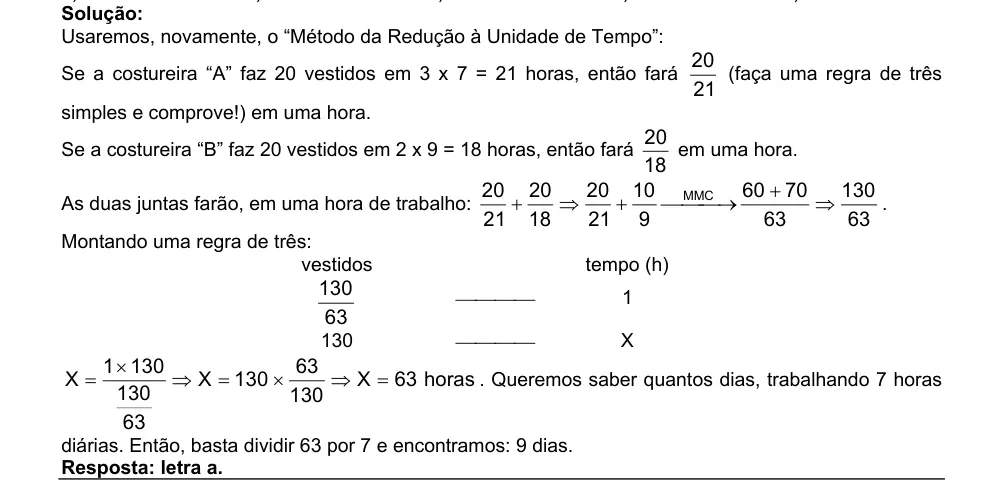 Solução:
Usaremos, novamente, o “Método da Redução à Unidade de Tempo”:
Se a costureira “A” faz 20 vestidos em 3 x 7 = 21 horas, então fará 20/21 (faça uma regra de três
simples e comprove!) em uma hora.
Se a costureira “B” faz 20 vestidos em 2 x 9 = 18 horas, então fará 20/18 em uma hora.
As duas juntas farão, em uma hora de trabalho: 20/21 + 20/18 ⇒ 20/21 + 10/9 —MMC→ (60 + 70)/63 ⇒ 130/63 .
Montando uma regra de três:
vestidos tempo (h)
130/63 ——— 1
130 ——— X
X = (1 × 130)/(130/63) ⇒ X = 130 × 63/130 ⇒ X = 63 horas . Queremos saber quantos dias, trabalhando 7 horas
diárias. Então, basta dividir 63 por 7 e encontramos: 9 dias.
Resposta: letra a.